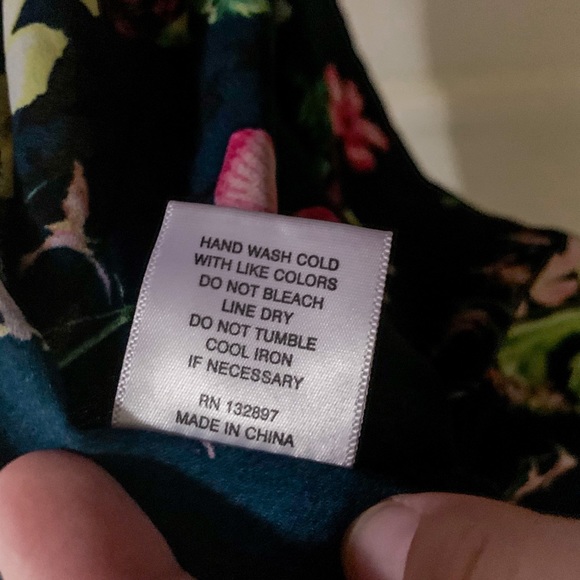 HAND WASH COLD
WITH LIKE COLORS
DO NOT BLEACH
LINE DRY
DO NOT TUMBLE
COOL IRON
IF NECESSARY
RN 132897
MADE IN CHINA